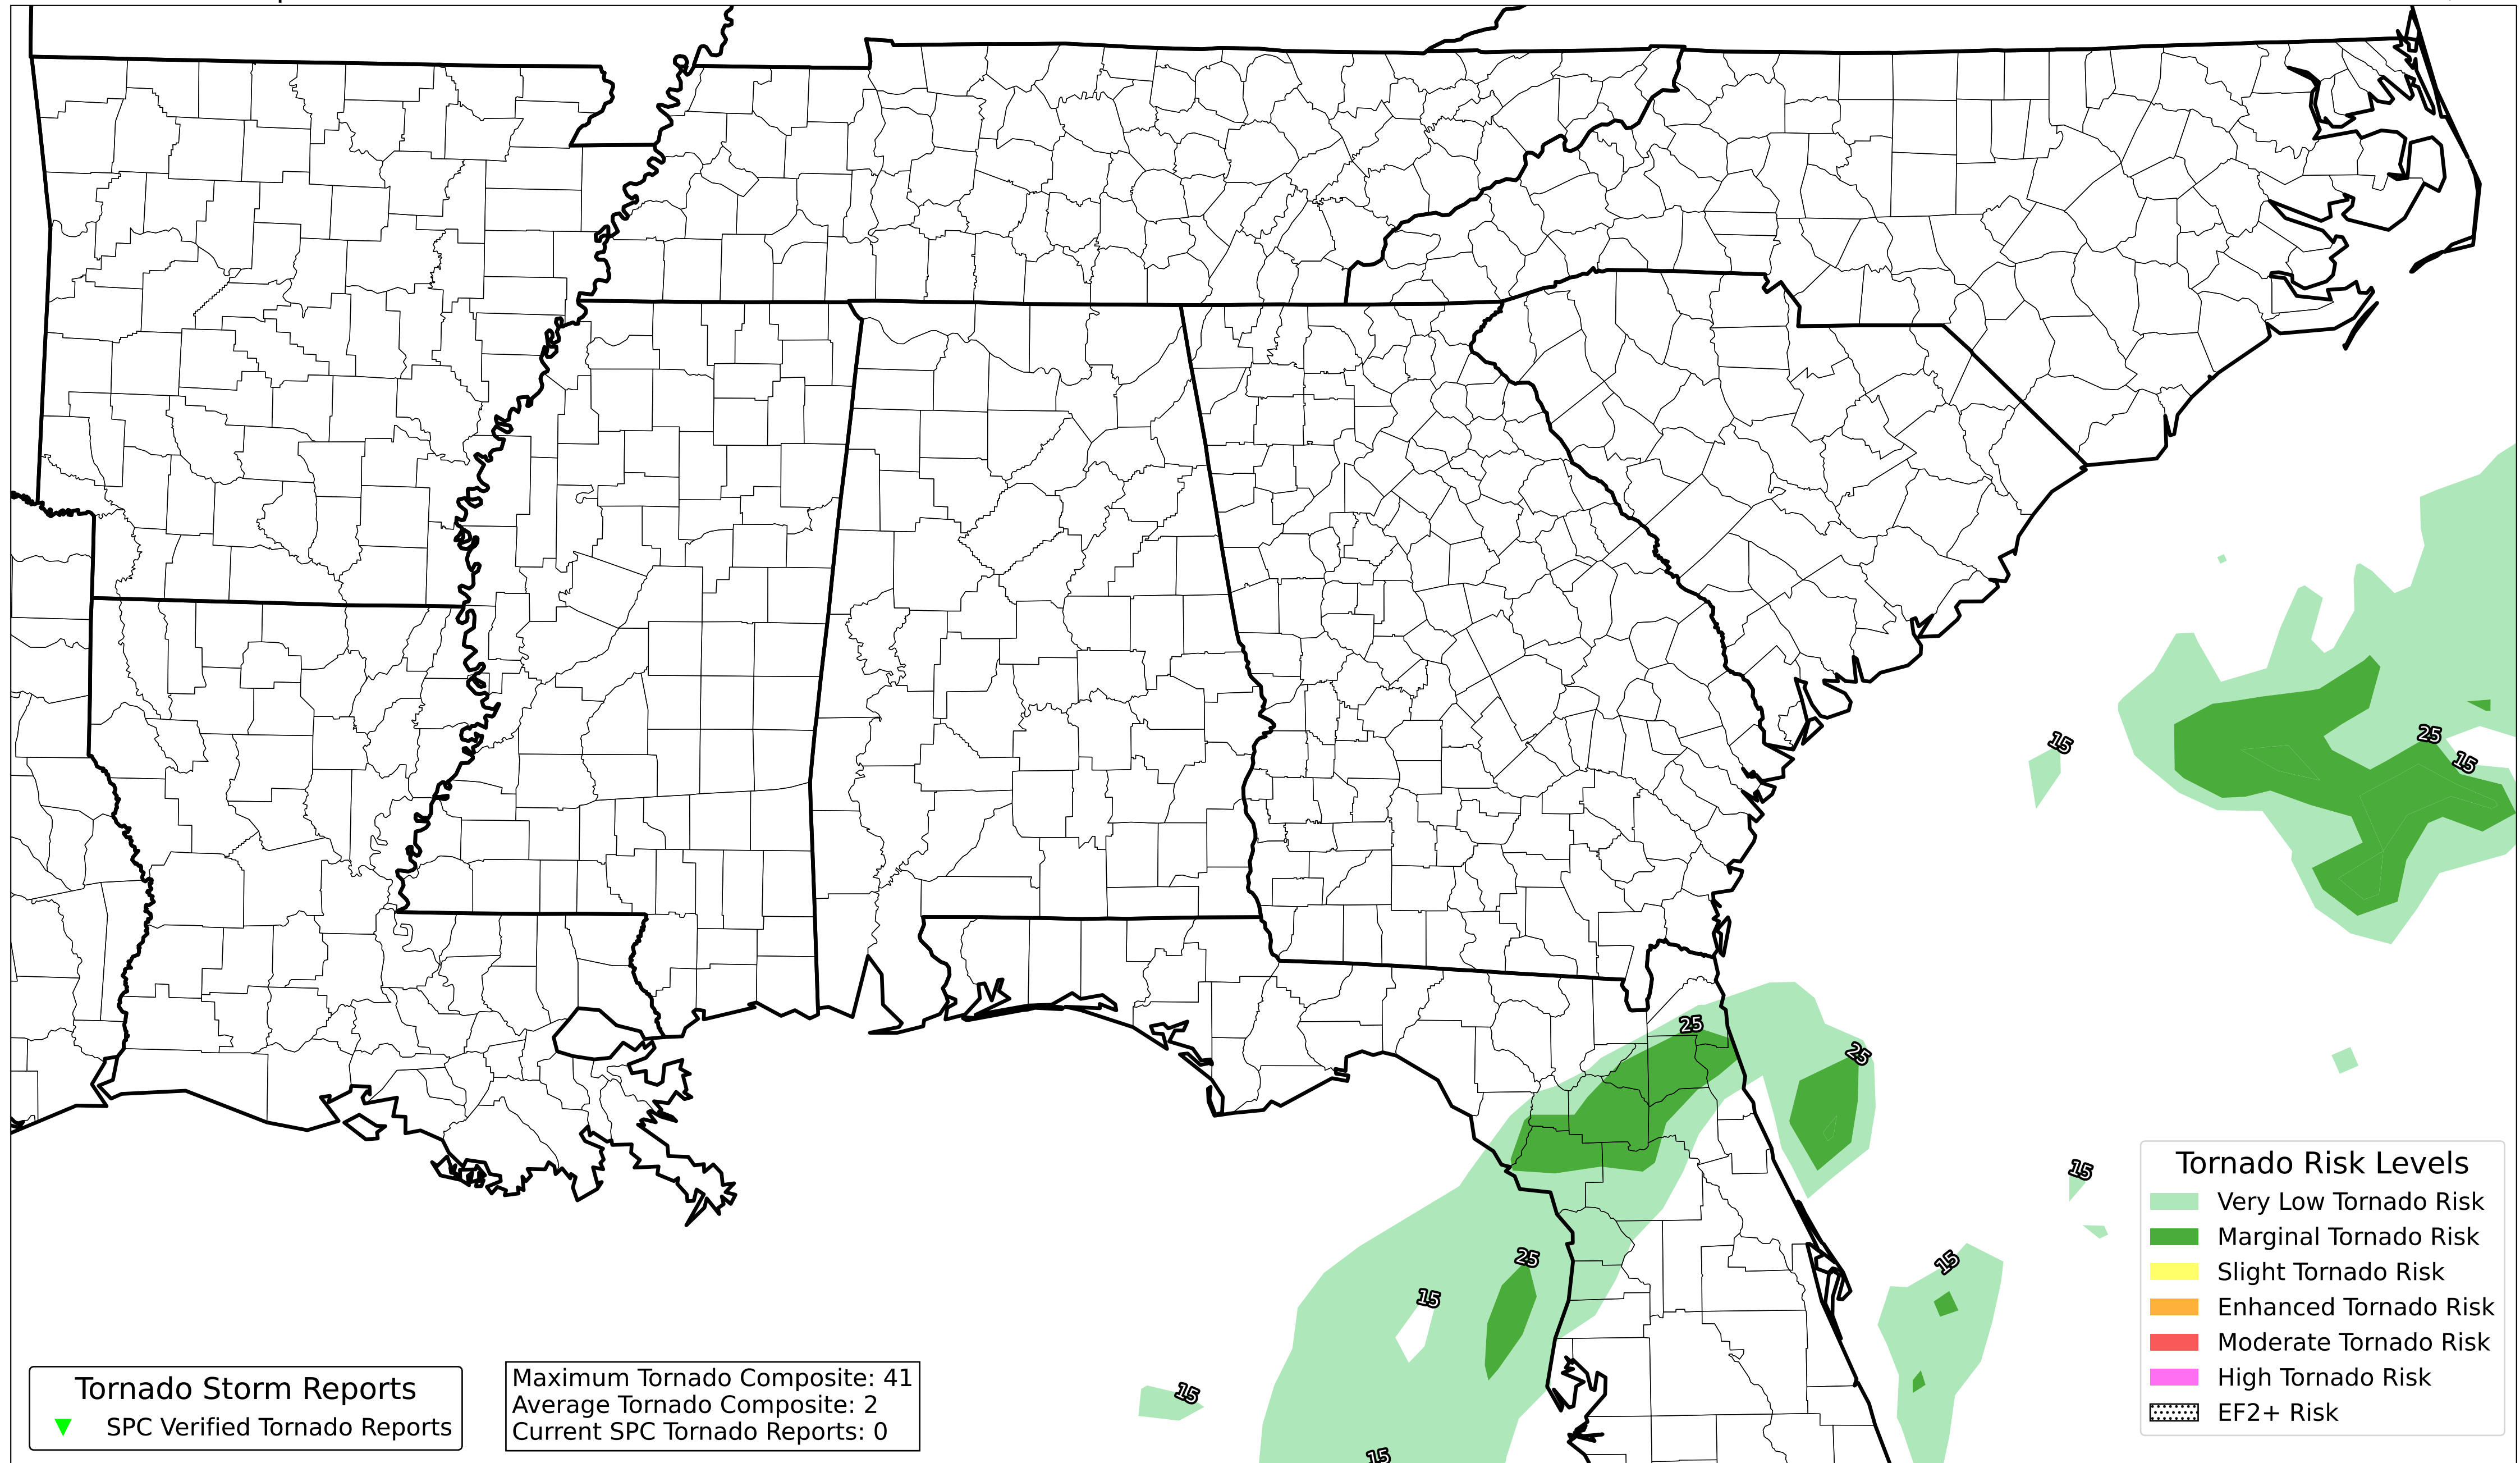 15
25
15
25
25
15
15
25
15
15
15
Tornado Risk Levels
Very Low Tornado Risk
Marginal Tornado Risk
Slight Tornado Risk
Enhanced Tornado Risk
Moderate Tornado Risk
High Tornado Risk
EF2+ Risk
Tornado Storm Reports
SPC Verified Tornado Reports
Maximum Tornado Composite: 41
Average Tornado Composite: 2
Current SPC Tornado Reports: 0